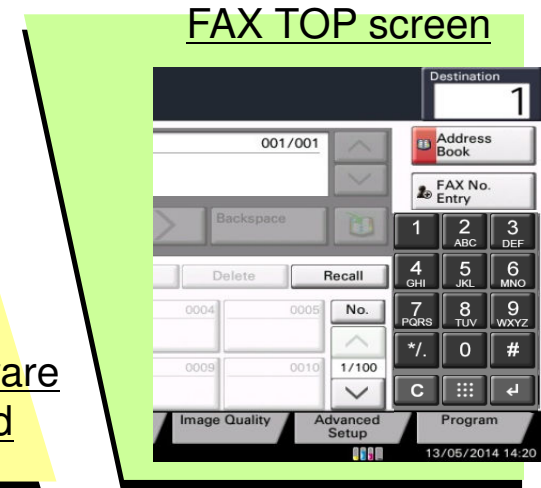 FAX TOP screen
Destination
1
001/001
Address
Book
FAX No.
Entry
Backspace
1
2
ABC
3
DEF
Delete
Recall
4
GHI
5
JKL
6
MNO
0004
0005
No.
7
PQRS
8
TUV
9
WXYZ
*/.
0
#
0009
0010
1/100
C
are
d
Image Quality
Advanced
Setup
Program
13/05/2014 14:20